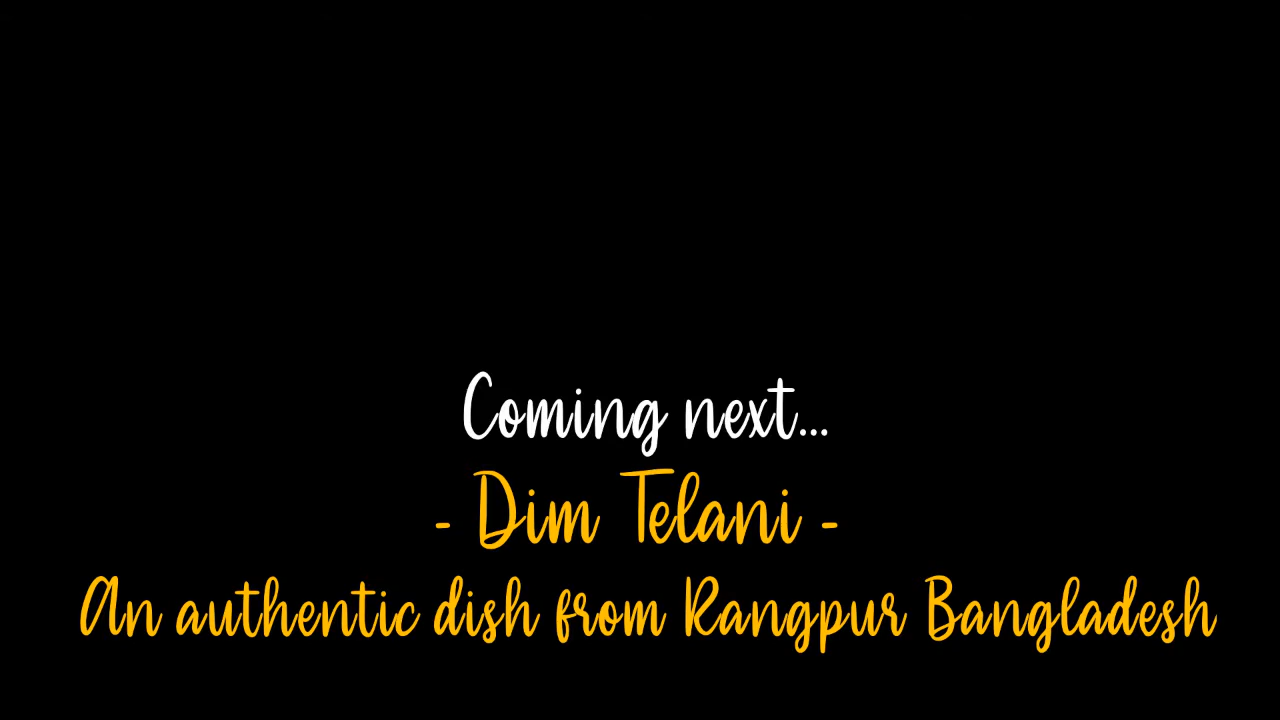 Coming next...
- Dim Telani -
An authentic dish from Rangpur Bangladesh